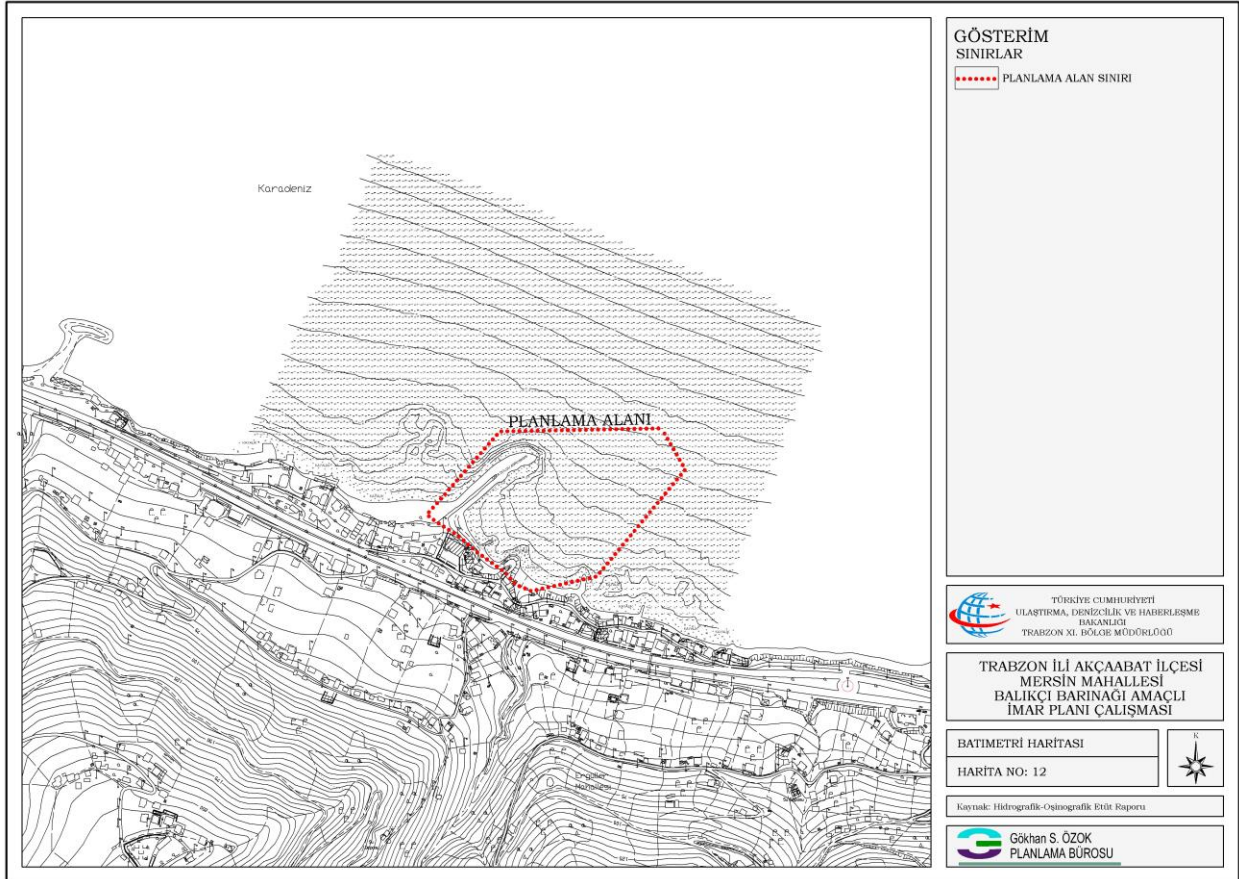 Karadeniz
PLANLAMA ALANI
Ergüller
Mahallesi
GÖSTERİM
SINIRLAR
PLANLAMA ALAN SINIRI
TÜRKİYE CUMHURİYETİ
ULAŞTIRMA, DENİZCİLİK VE HABERLEŞME
BAKANLIĞI
TRABZON XI. BÖLGE MÜDÜRLÜĞÜ
TRABZON İLİ AKÇAABAT İLÇESİ
MERSİN MAHALLESİ
BALIKÇI BARINAĞI AMAÇLI
İMAR PLANI ÇALIŞMASI
BATIMETRİ HARİTASI
HARİTA NO: 12
K
Kaynak: Hidrografik-Oşinografik Etüt Raporu
Gökhan S. ÖZOK
PLANLAMA BÜROSU